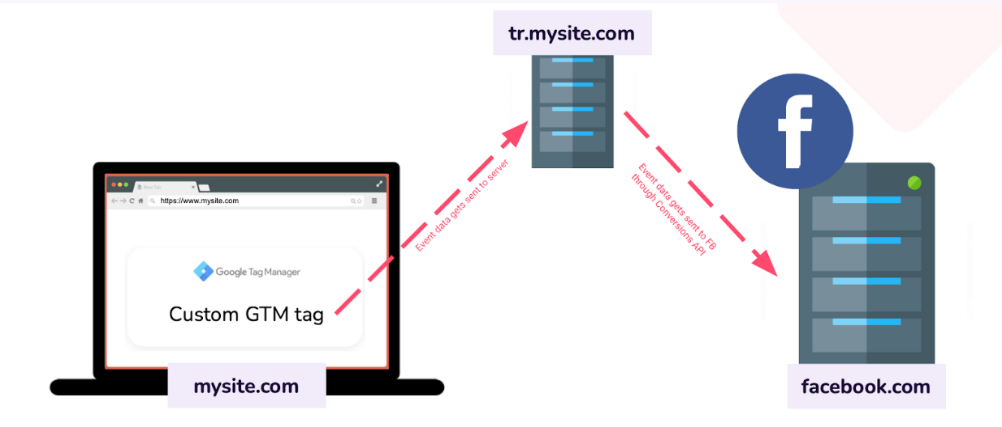 tr.mysite.com
Event data gets sent to server
Event data gets sent to FB
through Conversions API
https://www.mysite.com
Google Tag Manager
Custom GTM tag
mysite.com
facebook.com
f